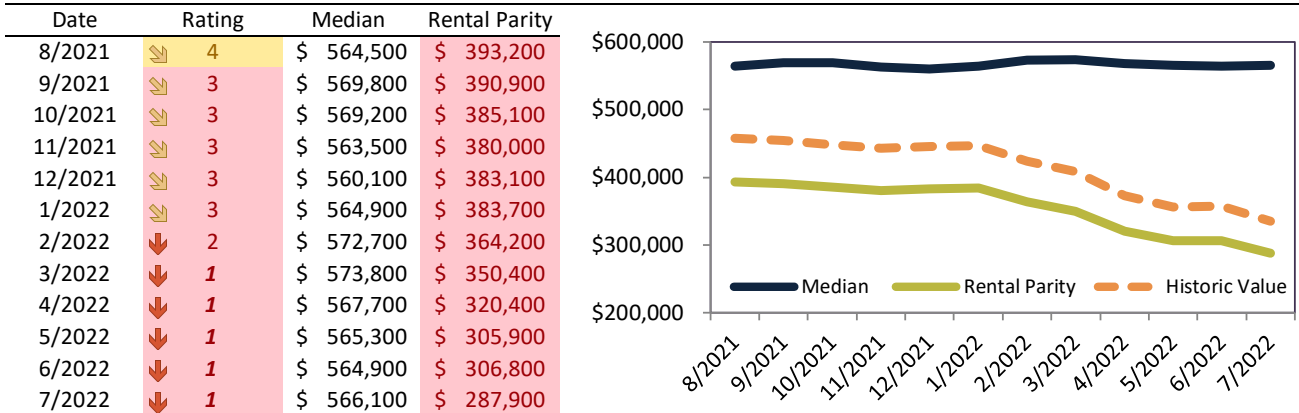 Date Rating Median Rental Parity
8/2021 4 $ 564,500 $ 393,200
9/2021 3 $ 569,800 $ 390,900
10/2021 3 $ 569,200 $ 385,100
11/2021 3 $ 563,500 $ 380,000
12/2021 3 $ 560,100 $ 383,100
1/2022 3 $ 564,900 $ 383,700
2/2022 2 $ 572,700 $ 364,200
3/2022 1 $ 573,800 $ 350,400
4/2022 1 $ 567,700 $ 320,400
5/2022 1 $ 565,300 $ 305,900
6/2022 1 $ 564,900 $ 306,800
7/2022 1 $ 566,100 $ 287,900
$600,000
$500,000
$400,000
$300,000
$200,000
Median Rental Parity Historic Value
8/2021 9/2021 10/2021 11/2021 12/2021 1/2022 2/2022 3/2022 4/2022 5/2022 6/2022 7/2022